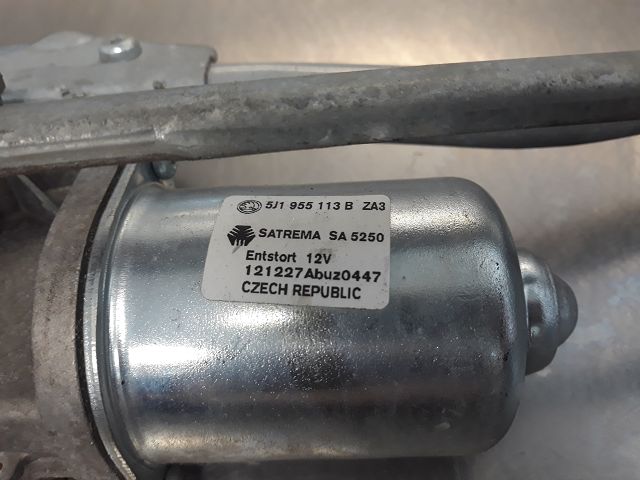 5J1 955 113 B ZA3
SATREMA SA 5250
Entstort 12V
121227Abuz0447
CZECH REPUBLIC